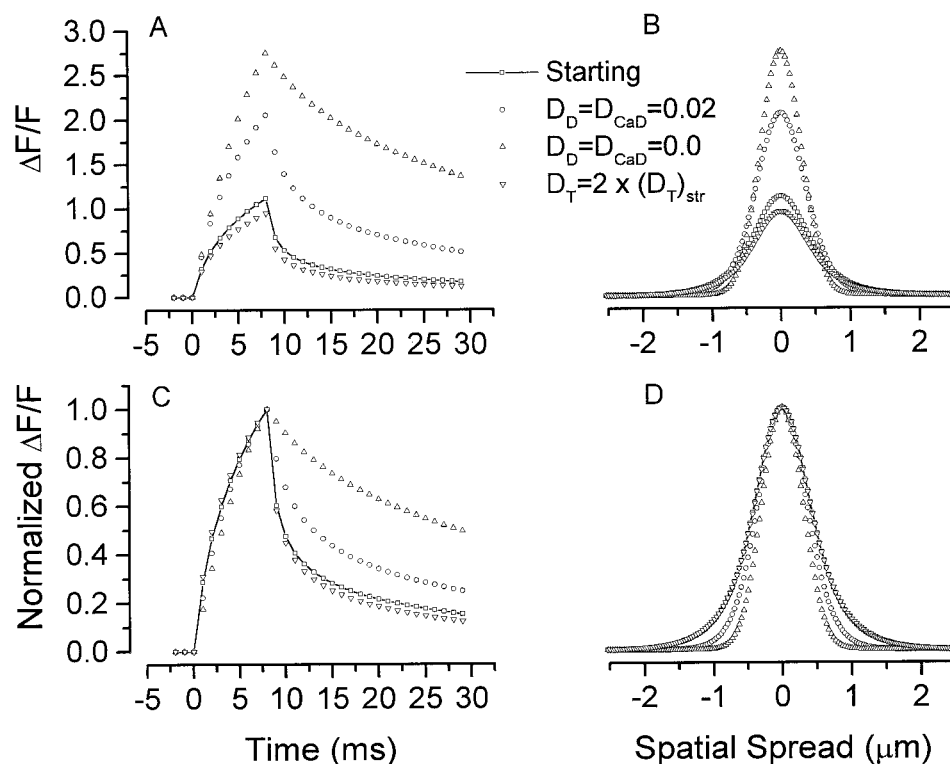 A
B
3.0
2.5
2.0
1.5
1.0
0.5
0.0
ΔF/F
Starting
D_D=D_CaD=0.02
D_D=D_CaD=0.0
D_T=2 x (D_T)_str
-5 0 5 10 15 20 25 30
-2 -1 0 1 2
C
D
1.0
0.8
0.6
0.4
0.2
0.0
Normalized ΔF/F
-5 0 5 10 15 20 25 30
-2 -1 0 1 2
Time (ms)
Spatial Spread (μm)